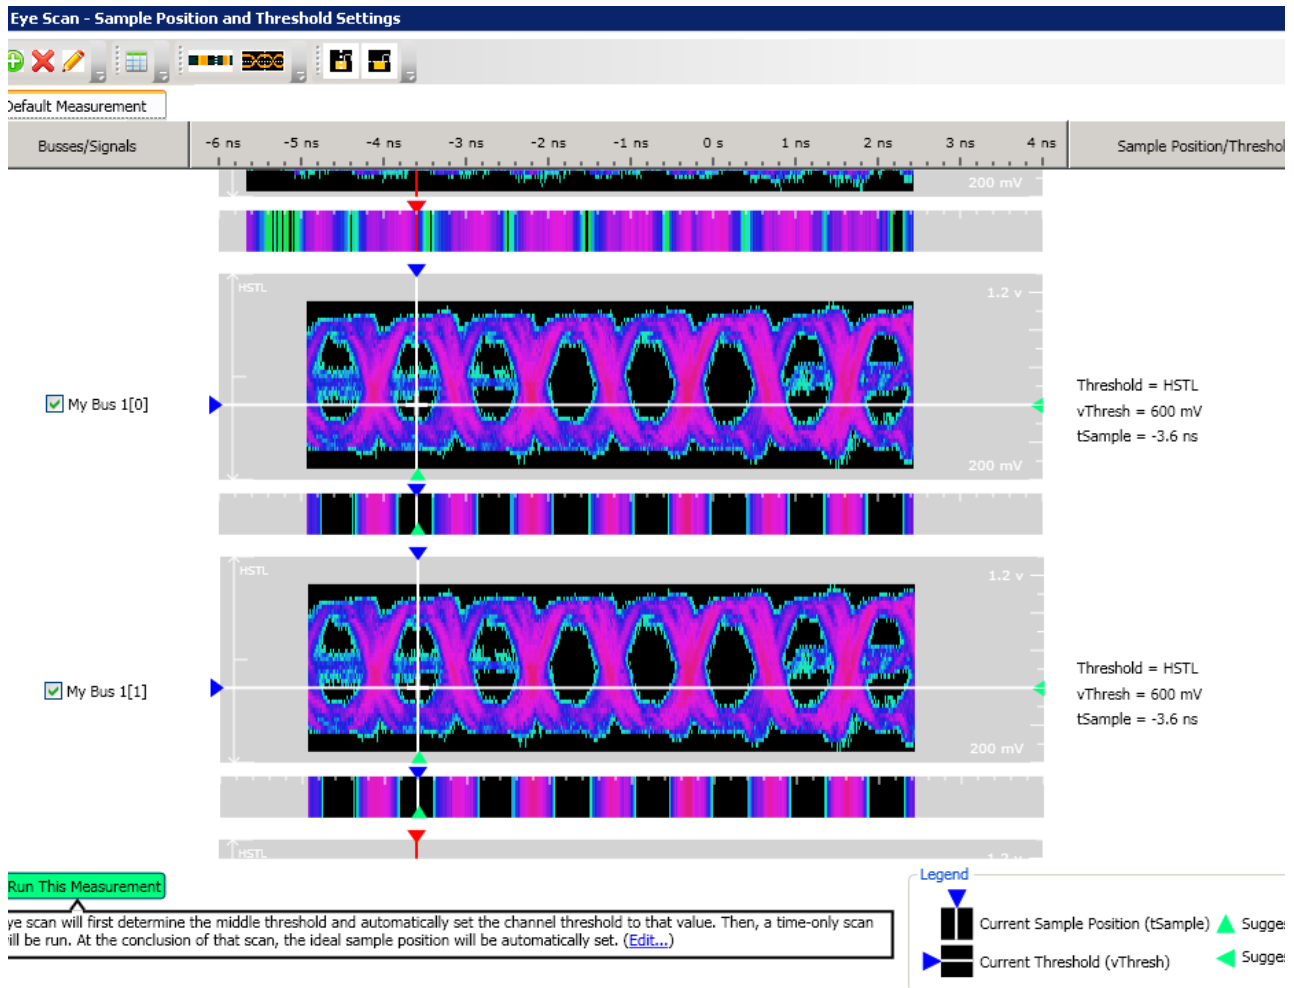 Eye Scan - Sample Position and Threshold Settings
Default Measurement
Busses/Signals
-6 ns -5 ns -4 ns -3 ns -2 ns -1 ns 0 s 1 ns 2 ns 3 ns 4 ns
Sample Position/Threshol
200 mV
HSTL
1.2 v
My Bus 1[0]
Threshold = HSTL
vThresh = 600 mV
tSample = -3.6 ns
200 mV
HSTL
1.2 v
My Bus 1[1]
Threshold = HSTL
vThresh = 600 mV
tSample = -3.6 ns
200 mV
HSTL
1.2 v
Run This Measurement
ye scan will first determine the middle threshold and automatically set the channel threshold to that value. Then, a time-only scan
ill be run. At the conclusion of that scan, the ideal sample position will be automatically set. (Edit...)
Legend
Current Sample Position (tSample) Sugge
Current Threshold (vThresh) Sugge